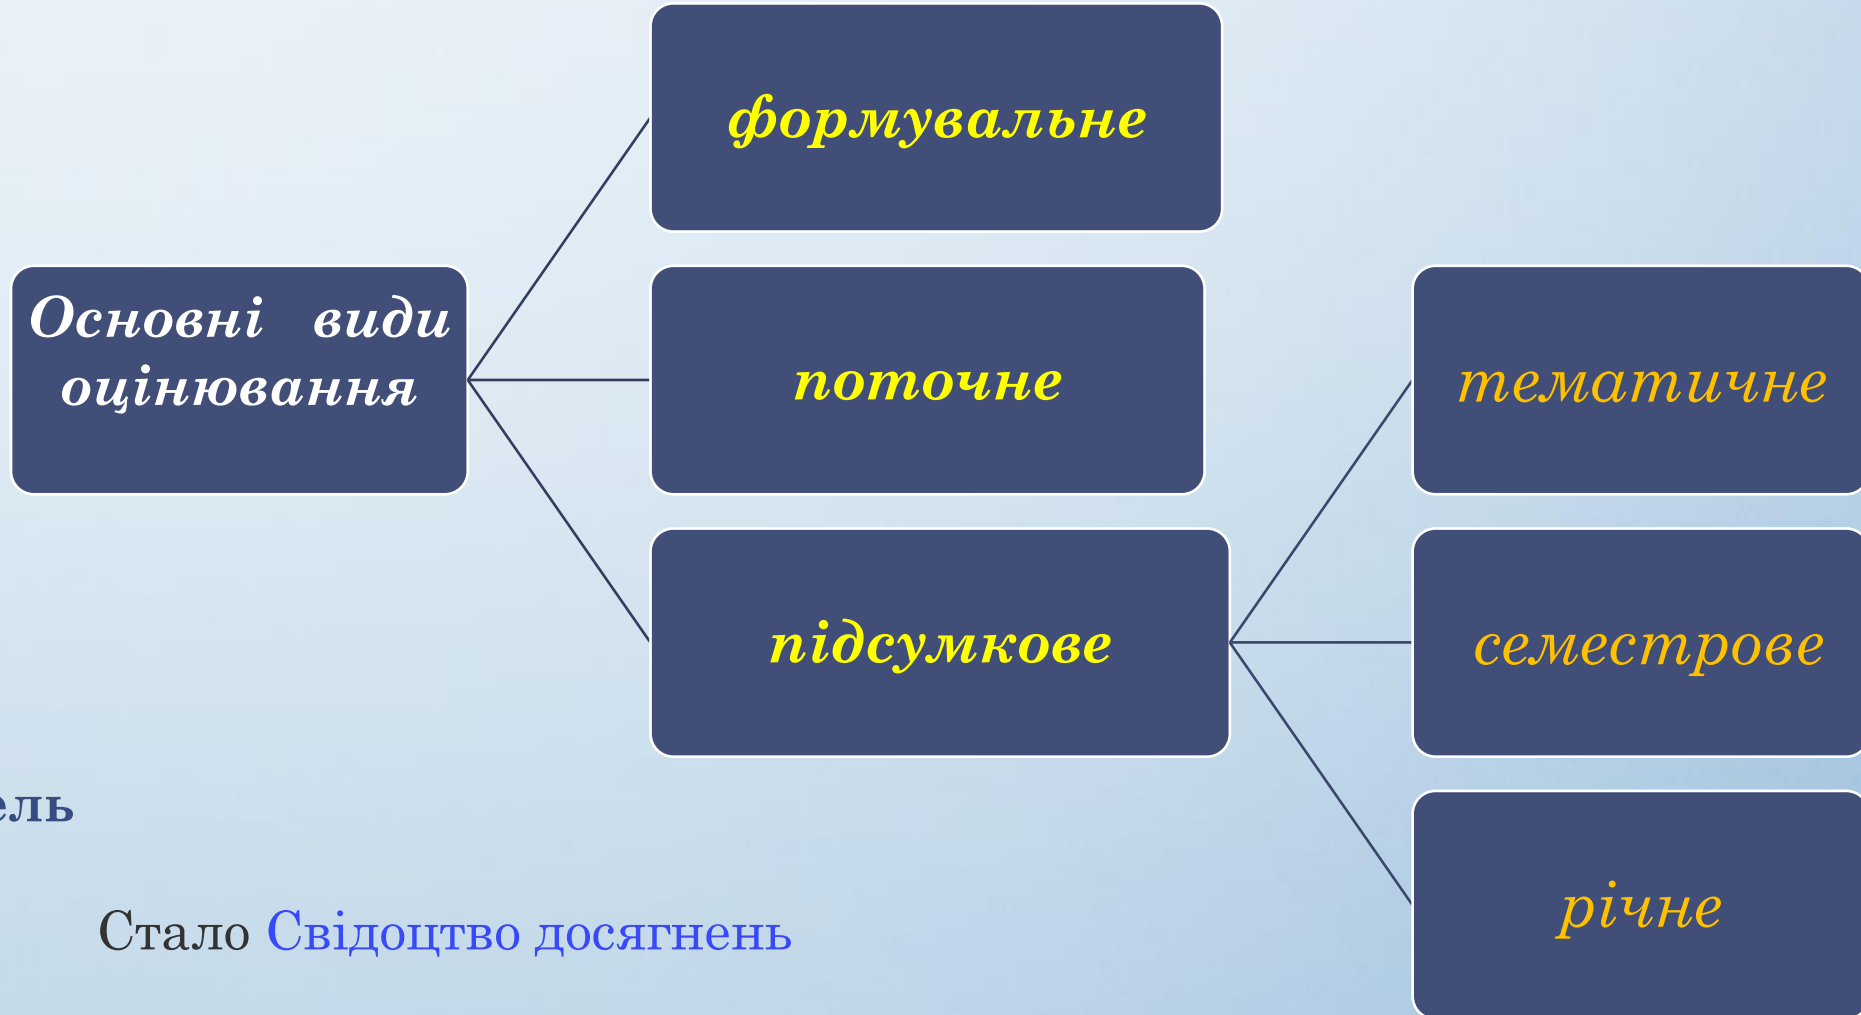 формувальне
Основні види
оцінювання
поточне
підсумкове
тематичне
семестрове
річне
Стало Свідоцтво досягнень